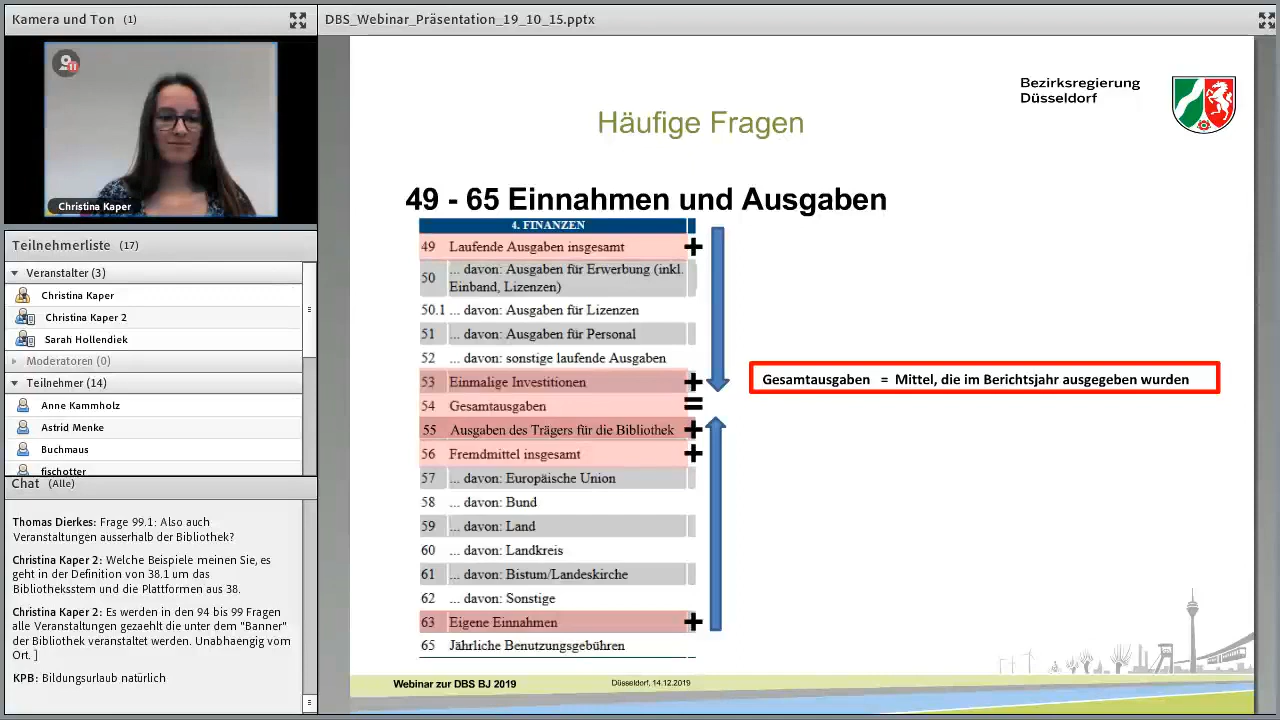 Kamera und Ton (1)
Christina Kaper
Teilnehmerliste (17)
Veranstalter (3)
Christina Kaper
Christina Kaper 2
Sarah Hollendiek
Moderatoren (0)
Teilnehmer (14)
Anne Kammholz
Astrid Menke
Buchmaus
fischotter
Chat (Alle)
Thomas Dierkes: Frage 99.1: Also auch
Veranstaltungen ausserhalb der Bibliothek?
Christina Kaper 2: Welche Beispiele meinen Sie, es
geht in der Definition von 38.1 um das
Bibliotheksstem und die Plattformen aus 38.
Christina Kaper 2: Es werden in den 94 bis 99 Fragen
alle Veranstaltungen gezaehlt die unter dem "Banner"
der Bibliothek veranstaltet werden. Unabhaengig vom
Ort. ]
KPB: Bildungsurlaub natürlich
DBS_Webinar_Präsentation_19_10_15.pptx
Bezirksregierung
Düsseldorf
Häufige Fragen
49 - 65 Einnahmen und Ausgaben
4. FINANZEN
49 Laufende Ausgaben insgesamt +
50 ... davon: Ausgaben für Erwerbung (inkl.
Einband, Lizenzen)
50.1 ... davon: Ausgaben für Lizenzen
51 ... davon: Ausgaben für Personal
52 ... davon: sonstige laufende Ausgaben
53 Einmalige Investitionen +
54 Gesamtausgaben =
55 Ausgaben des Trägers für die Bibliothek +
56 Fremdmittel insgesamt +
57 ... davon: Europäische Union
58 ... davon: Bund
59 ... davon: Land
60 ... davon: Landkreis
61 ... davon: Bistum/Landeskirche
62 ... davon: Sonstige
63 Eigene Einnahmen +
65 Jährliche Benutzungsgebühren
Gesamtausgaben = Mittel, die im Berichtsjahr ausgegeben wurden
Webinar zur DBS BJ 2019
Düsseldorf, 14.12.2019